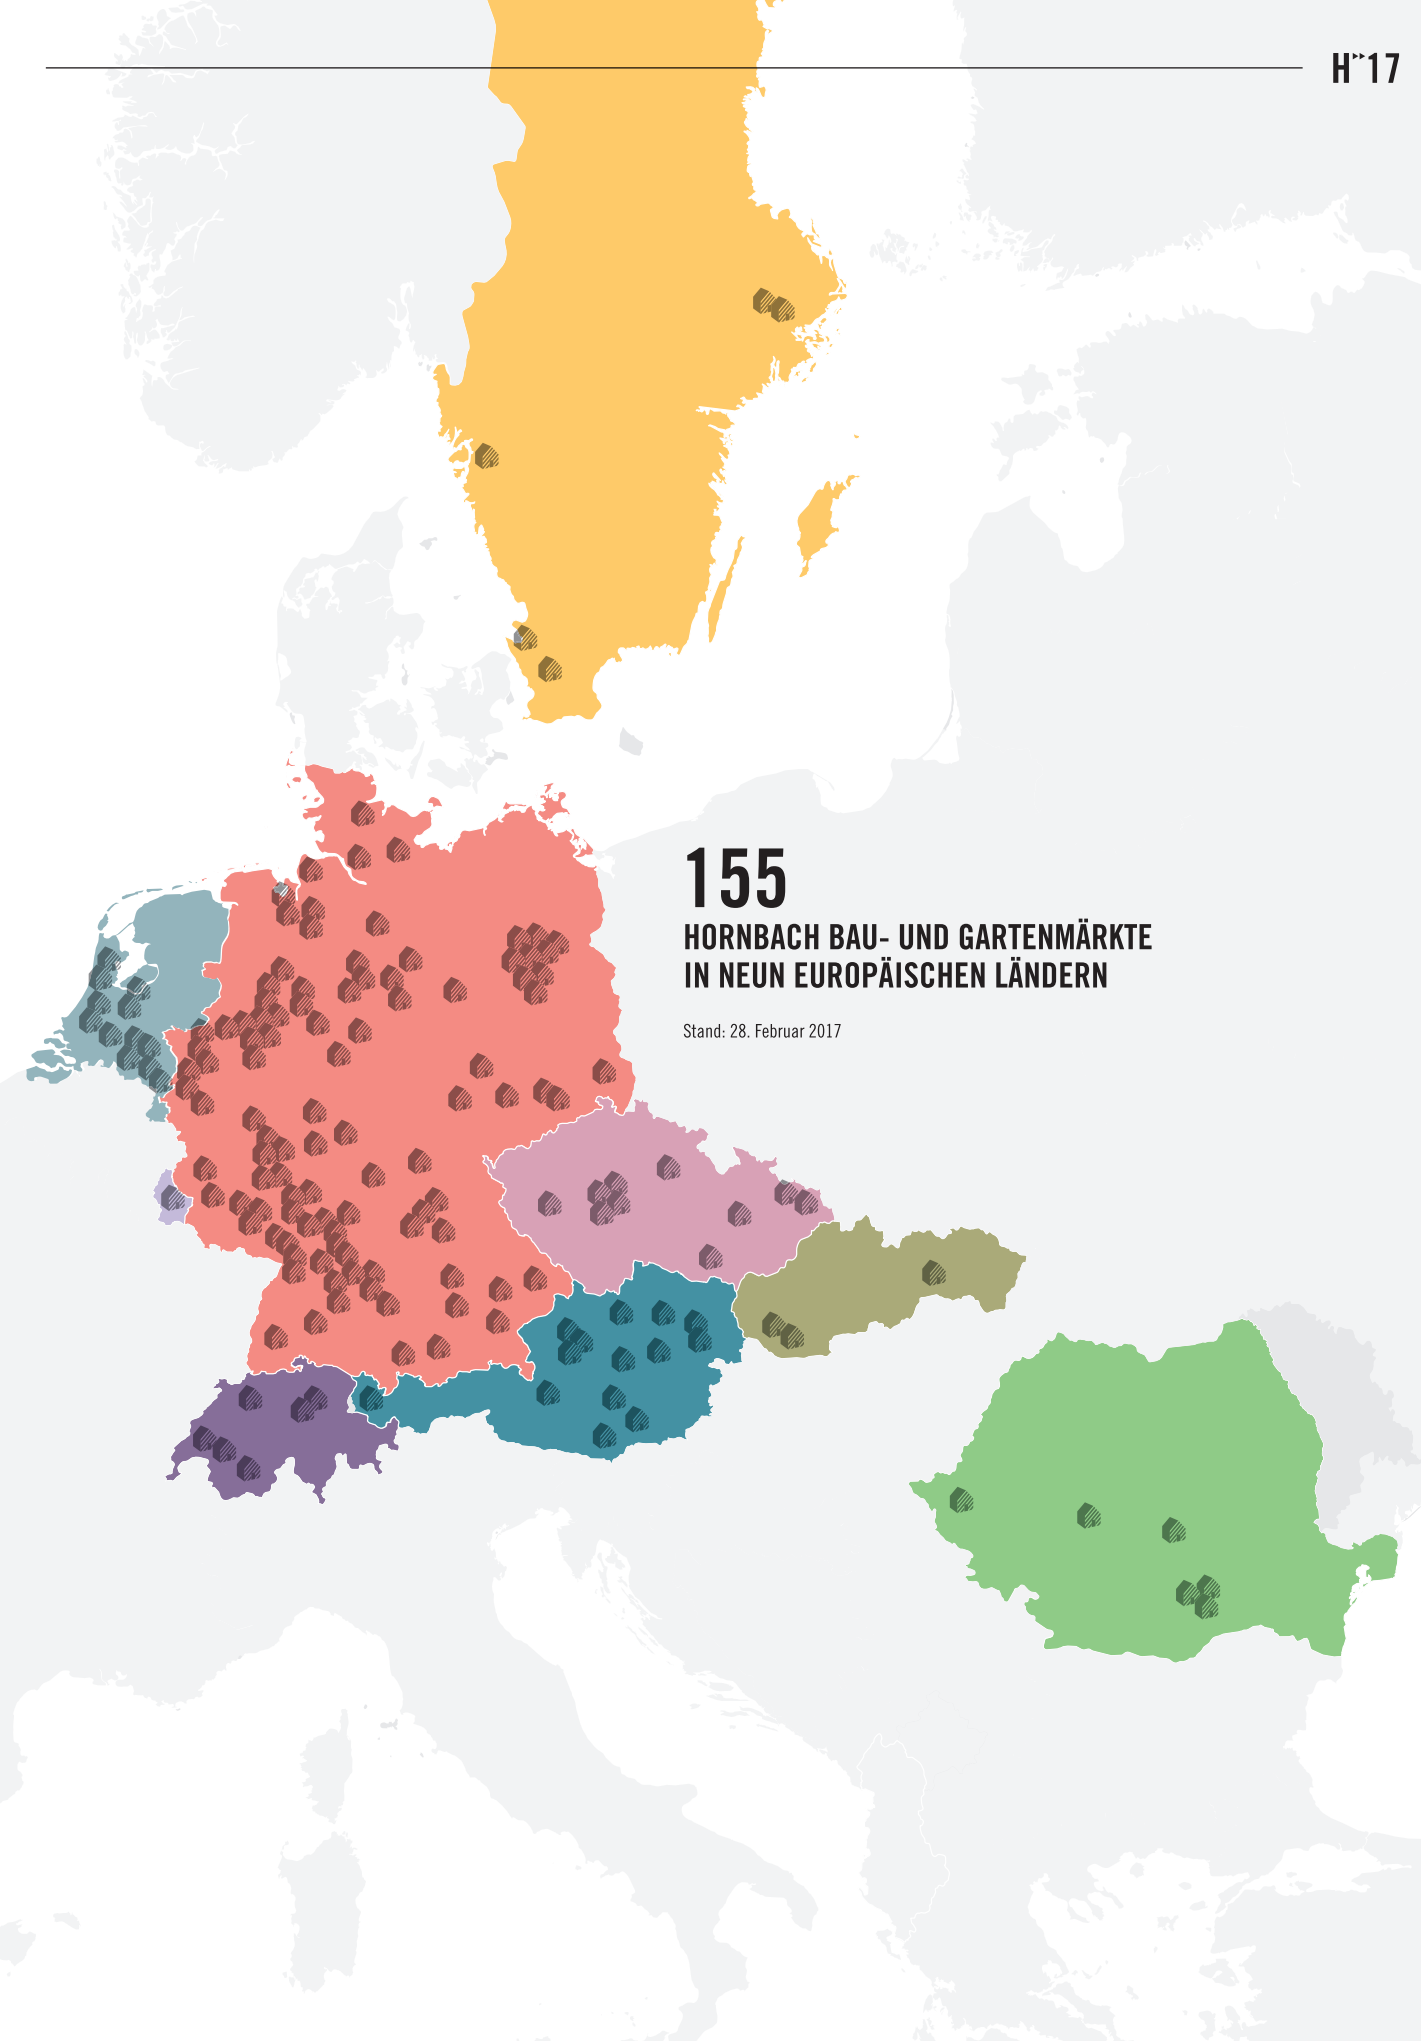 H 17
155
HORNBACH BAU- UND GARTENMÄRKTE
IN NEUN EUROPÄISCHEN LÄNDERN
Stand: 28. Februar 2017